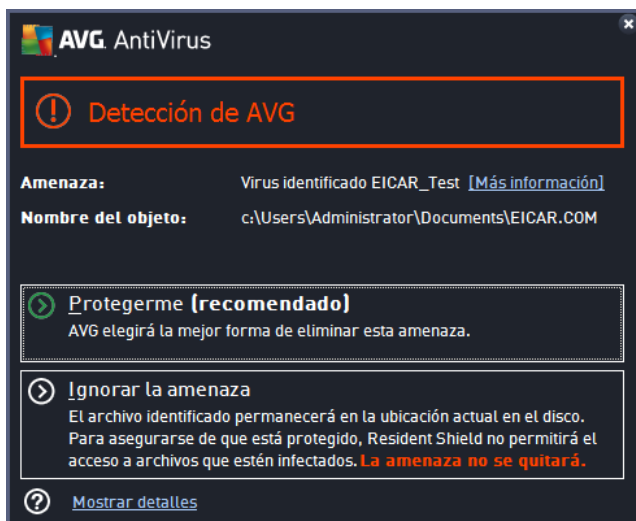 AVG. AntiVirus
Detección de AVG
Amenaza: Virus identificado EICAR_Test [Más información]
Nombre del objeto: c:\Users\Administrator\Documents\EICAR.COM
Protegerme (recomendado)
AVG elegirá la mejor forma de eliminar esta amenaza.
Ignorar la amenaza
El archivo identificado permanecerá en la ubicación actual en el disco.
Para asegurarse de que está protegido, Resident Shield no permitirá el
acceso a archivos que estén infectados. La amenaza no se quitará.
Mostrar detalles